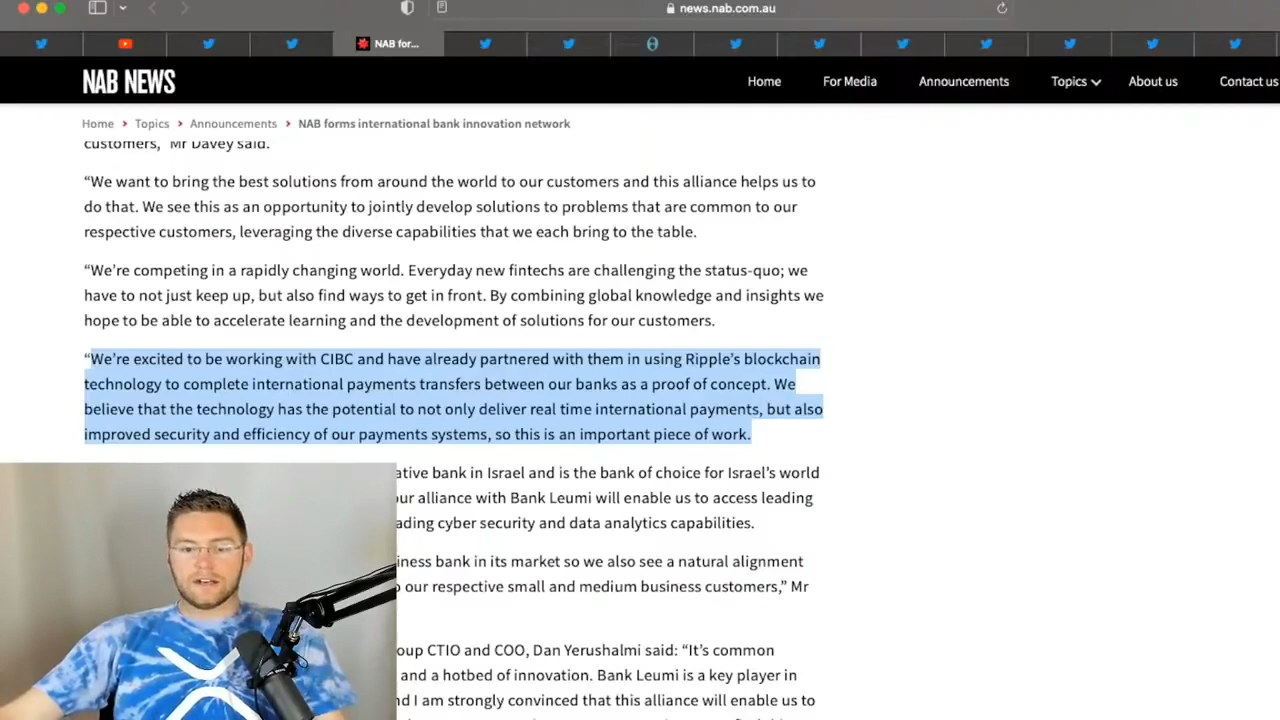 news.nab.com.au
NAB for...
NAB NEWS
Home
For Media
Announcements
Topics
About us
Contact us
Home > Topics > Announcements > NAB forms international bank innovation network
customers,” Mr Davey said.
“We want to bring the best solutions from around the world to our customers and this alliance helps us to
do that. We see this as an opportunity to jointly develop solutions to problems that are common to our
respective customers, leveraging the diverse capabilities that we each bring to the table.
“We’re competing in a rapidly changing world. Everyday new fintechs are challenging the status-quo; we
have to not just keep up, but also find ways to get in front. By combining global knowledge and insights we
hope to be able to accelerate learning and the development of solutions for our customers.
“We’re excited to be working with CIBC and have already partnered with them in using Ripple’s blockchain
technology to complete international payments transfers between our banks as a proof of concept. We
believe that the technology has the potential to not only deliver real time international payments, but also
improved security and efficiency of our payments systems, so this is an important piece of work.
ative bank in Israel and is the bank of choice for Israel’s world
our alliance with Bank Leumi will enable us to access leading
ading cyber security and data analytics capabilities.
iness bank in its market so we also see a natural alignment
o our respective small and medium business customers,” Mr
oup CTIO and COO, Dan Yerushalmi said: “It’s common
and a hotbed of innovation. Bank Leumi is a key player in
nd I am strongly convinced that this alliance will enable us to